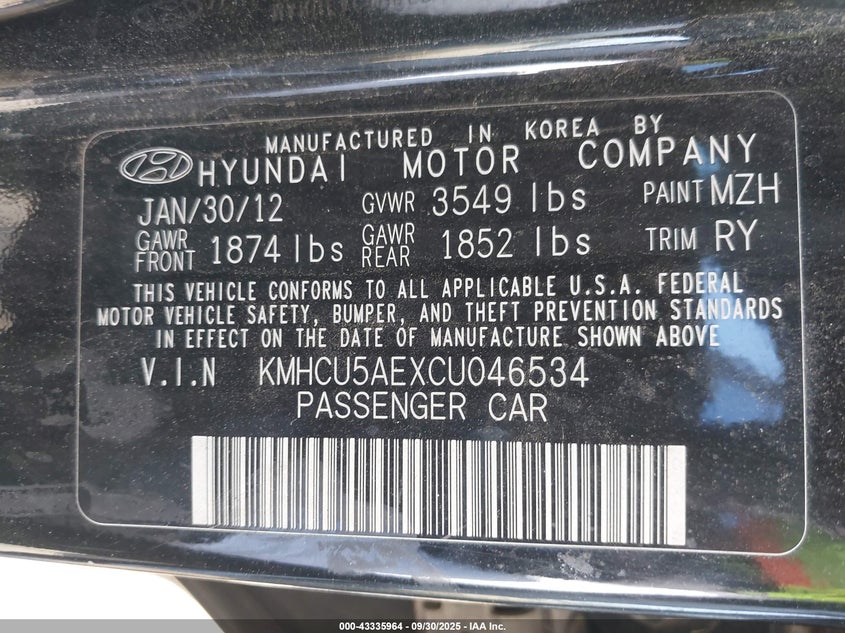 MANUFACTURED IN KOREA BY
HYUNDAI MOTOR COMPANY
JAN/30/12 GVWR 3549 lbs PAINT MZH
GAWR FRONT 1874 lbs GAWR REAR 1852 lbs TRIM RY
THIS VEHICLE CONFORMS TO ALL APPLICABLE U.S.A. FEDERAL
MOTOR VEHICLE SAFETY, BUMPER, AND THEFT PREVENTION STANDARDS
IN EFFECT ON THE DATE OF MANUFACTURE SHOWN ABOVE
V.I.N KMHCU5AEXCU046534
PASSENGER CAR
000-43335964 - 09/30/2025 - IAA Inc.